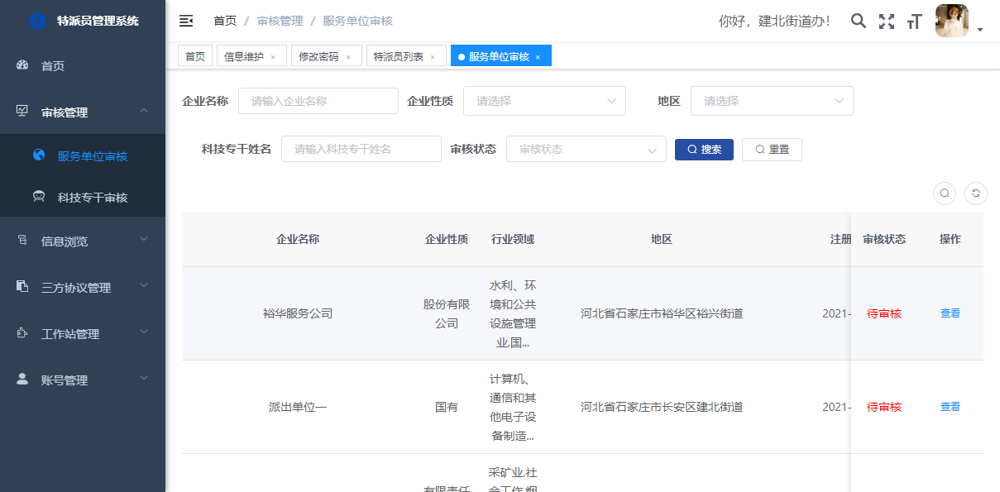 特派员管理系统
首页 / 审核管理 / 服务单位审核
你好，建北街道办！
首页
信息维护 ×
修改密码 ×
特派员列表 ×
服务单位审核 ×
首页
审核管理
服务单位审核
科技专干审核
信息浏览
三方协议管理
工作站管理
账号管理
企业名称 请输入企业名称 企业性质 请选择 地区 请选择
科技专干姓名 请输入科技专干姓名 审核状态 审核状态 搜索 重置
企业名称 企业性质 行业领域 地区 注册 审核状态 操作
裕华服务公司
股份有限
公司
水利、环
境和公共
设施管理
业,国...
河北省石家庄市裕华区裕兴街道
2021-
待审核
查看
派出单位一
国有
计算机、
通信和其
他电子设
备制造...
河北省石家庄市长安区建北街道
2021-
待审核
查看
有限责任
采矿业,社
会工作,烟